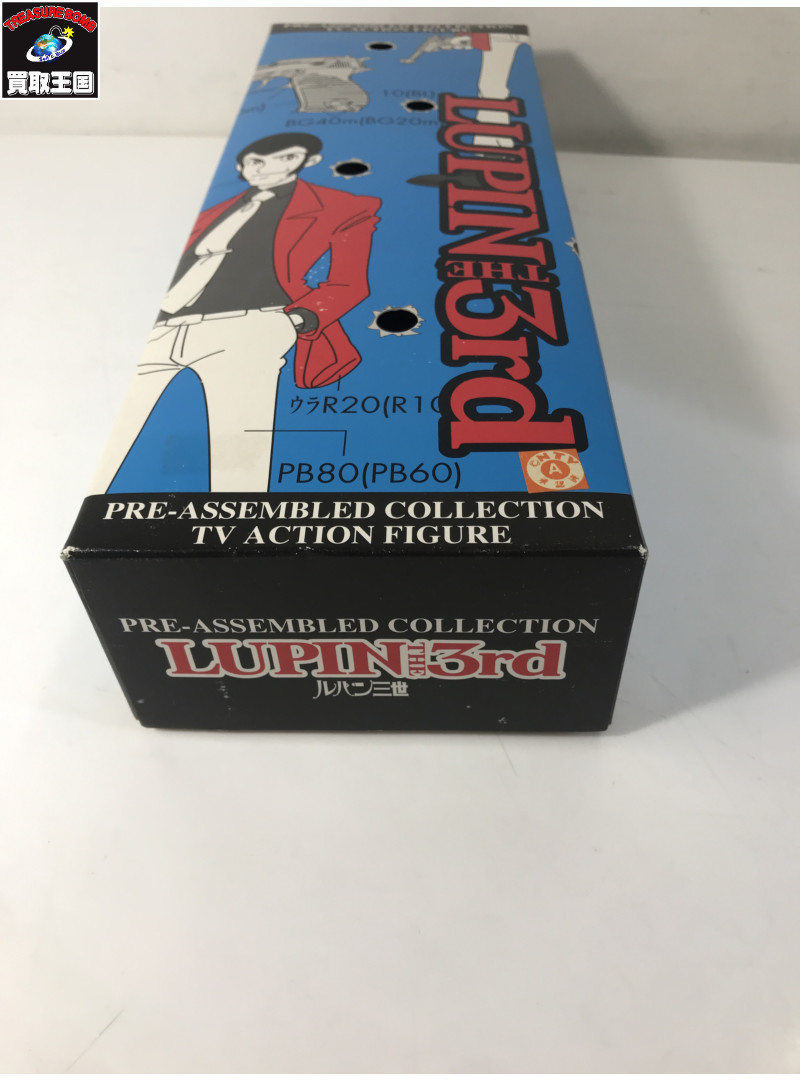 TREASURE BOMB
買取王国
10(BL
BG40m(BG20m
LUPIN
THE
3rd
ウラR20(R10
PB80(PB60)
A
PRE-ASSEMBLED COLLECTION
TV ACTION FIGURE
PRE-ASSEMBLED COLLECTION
LUPIN THE 3rd
ルパン三世